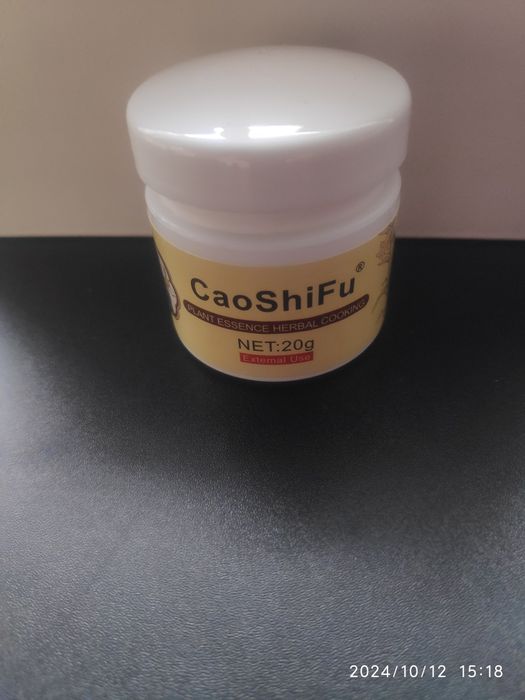 CaoShiFu®
PLANT ESSENCE HERBAL COOKING
NET:20g
External Use
2024/10/12 15:18